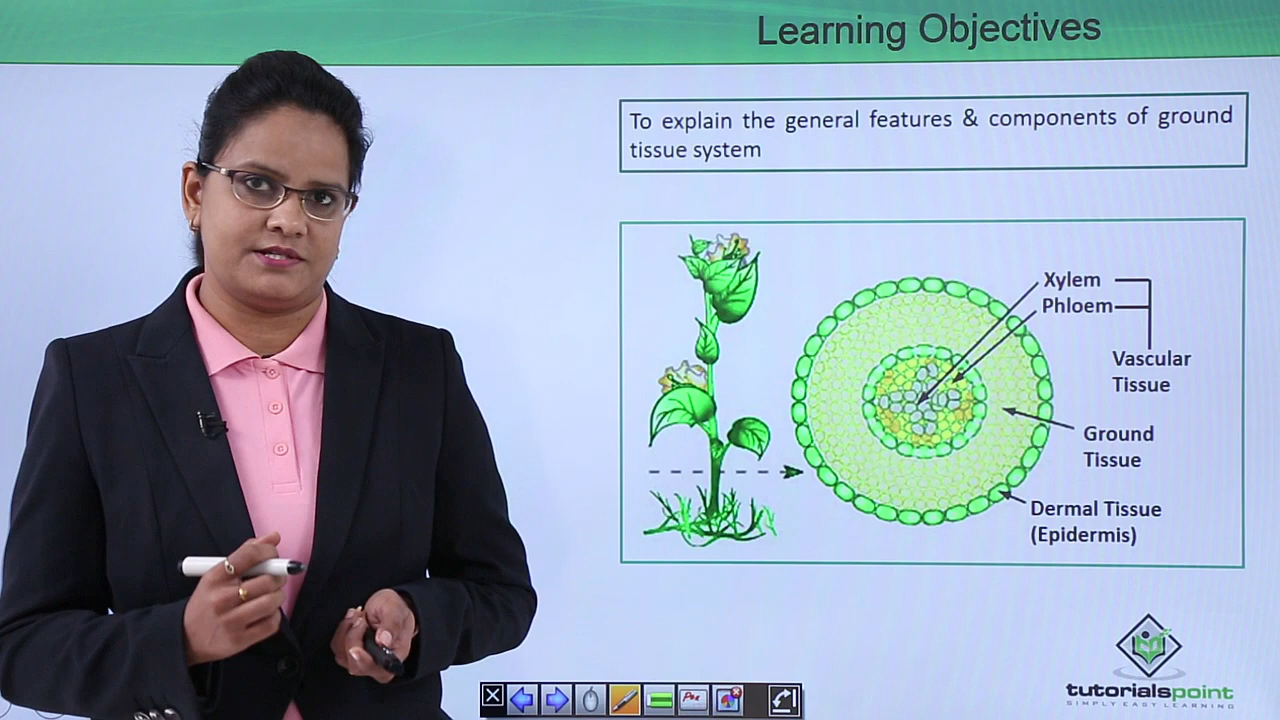 Learning Objectives
To explain the general features & components of ground
tissue system
Xylem
Phloem
Vascular
Tissue
Ground
Tissue
Dermal Tissue
(Epidermis)
tutorialspoint
SIMPLY EASY LEARNING
Pen